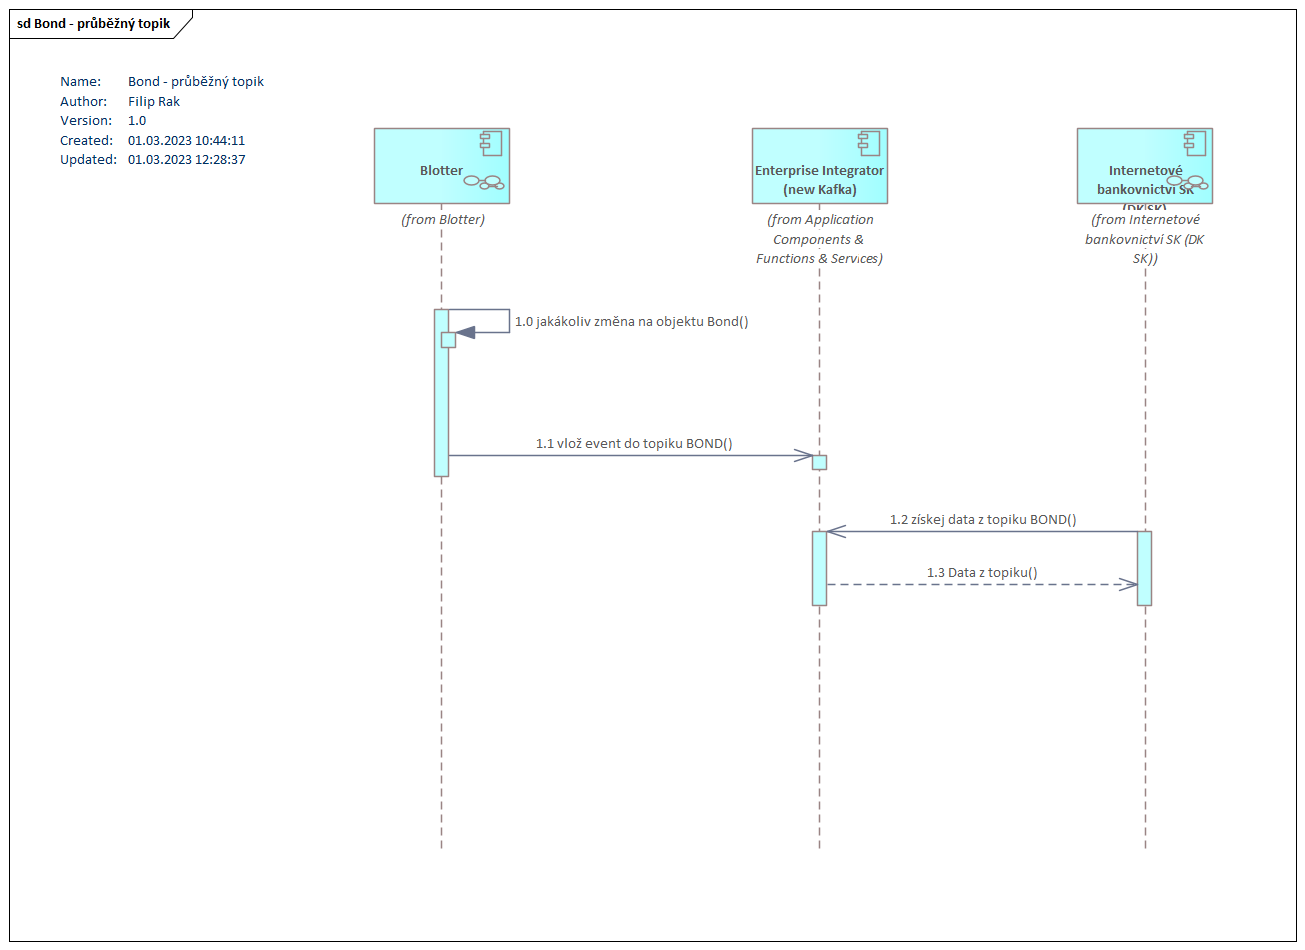 sd Bond - průběžný topik
Name: Bond - průběžný topik
Author: Filip Rak
Version: 1.0
Created: 01.03.2023 10:44:11
Updated: 01.03.2023 12:28:37
Blotter
(from Blotter)
Enterprise Integrator
(new Kafka)
(from Application
Components &
Functions & Services)
Internetové
bankovnictví SK
(DK SK)
(from Internetové
bankovnictví SK (DK
SK))
1.0 jakákoliv změna na objektu Bond()
1.1 vlož event do topiku BOND()
1.2 získej data z topiku BOND()
1.3 Data z topiku()